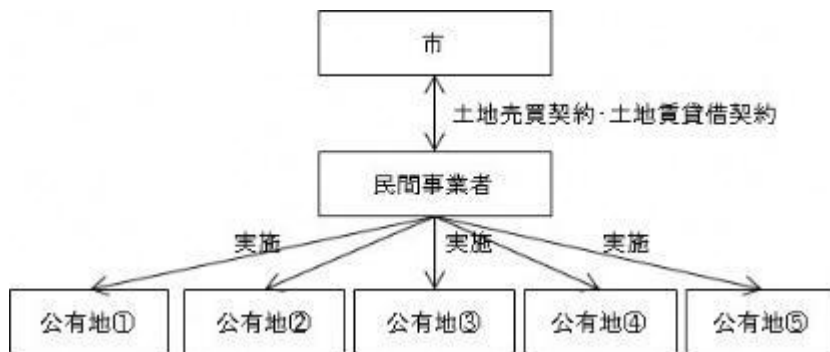 市
土地売買契約・土地賃貸借契約
民間事業者
実施
実施
実施
公有地①
公有地②
公有地③
公有地④
公有地⑤